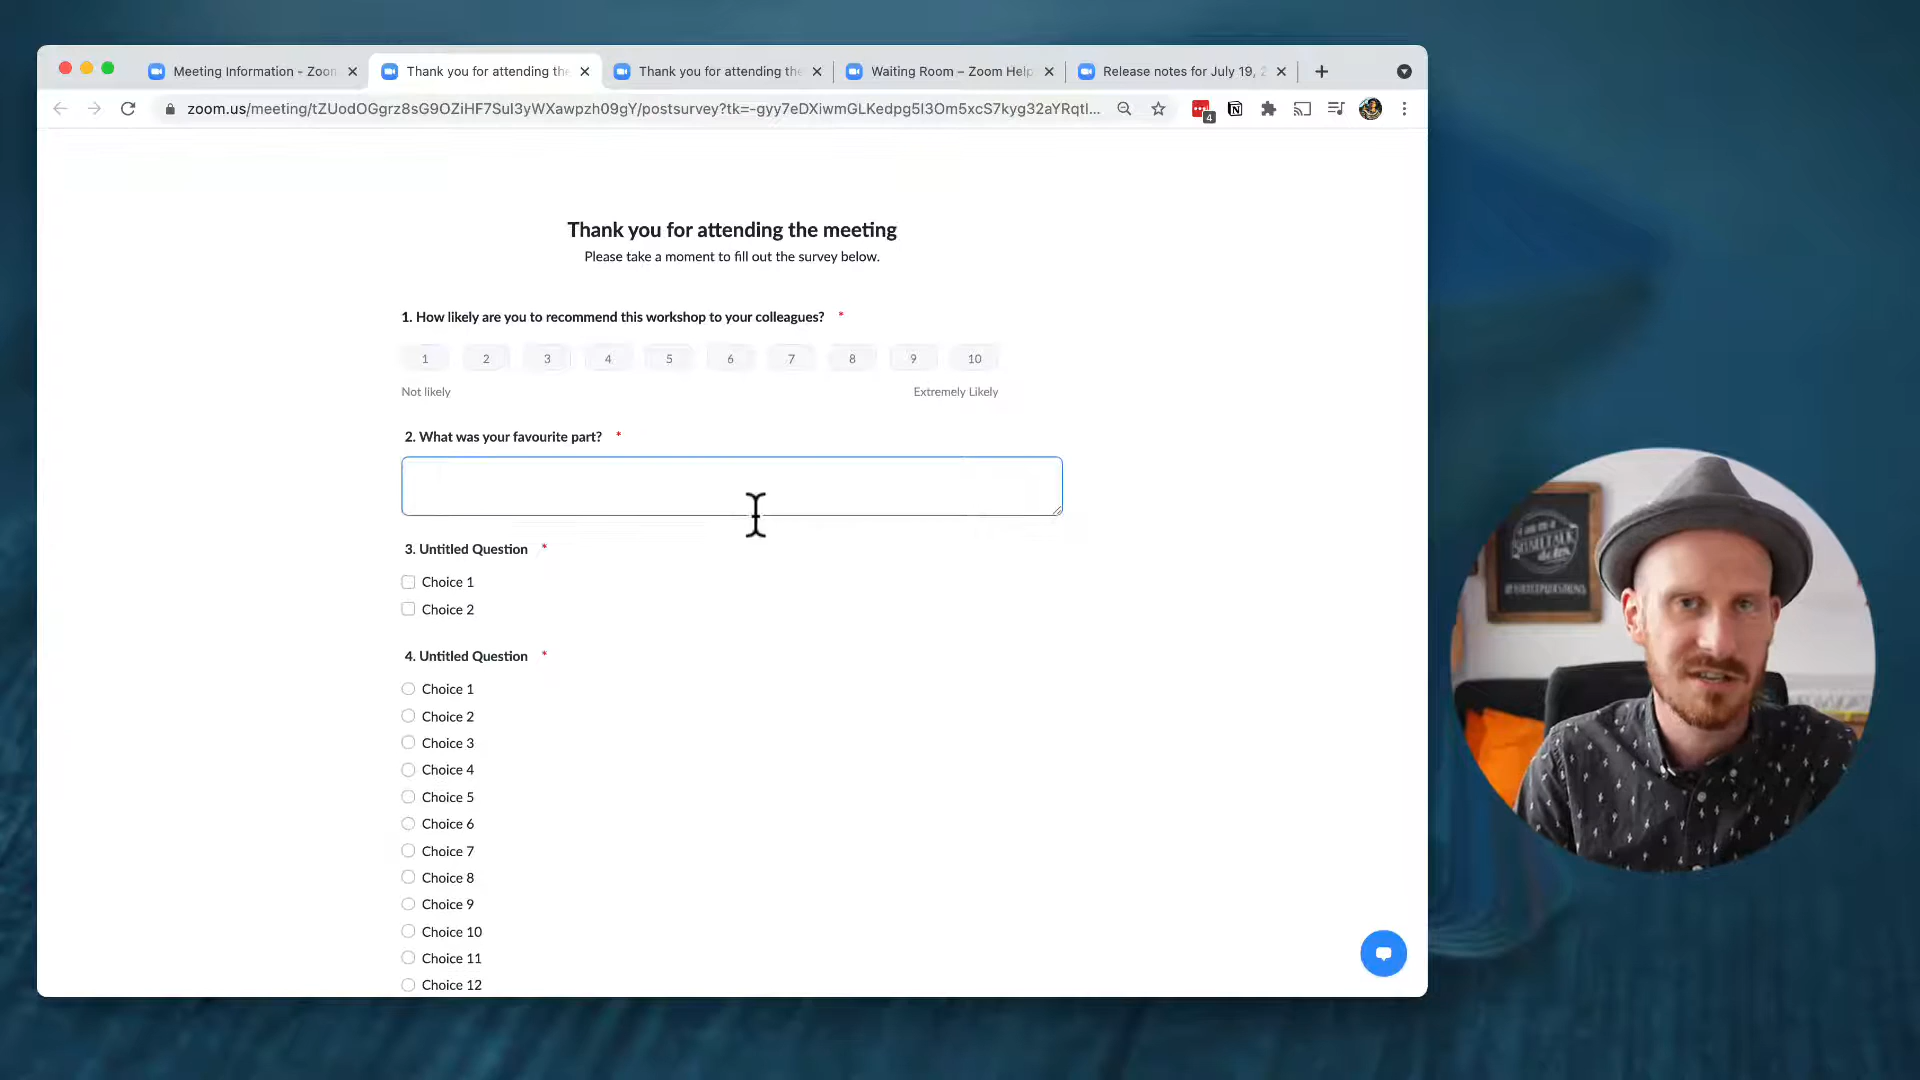 Meeting Information - Zoon
Thank you for attending the
Thank you for attending the
Waiting Room – Zoom Help
Release notes for July 19, 2
zoom.us/meeting/tZUodOGgrz8sG9OZiHF7SuI3yWXawpzh09gY/postsurvey?tk=-gyy7eDXiwmGLKedpg5I3Om5xcS7kyg32aYRqtI...
4
Thank you for attending the meeting
Please take a moment to fill out the survey below.
1. How likely are you to recommend this workshop to your colleagues? *
1 2 3 4 5 6 7 8 9 10
Not likely Extremely Likely
2. What was your favourite part? *
3. Untitled Question *
Choice 1
Choice 2
4. Untitled Question *
Choice 1
Choice 2
Choice 3
Choice 4
Choice 5
Choice 6
Choice 7
Choice 8
Choice 9
Choice 10
Choice 11
Choice 12